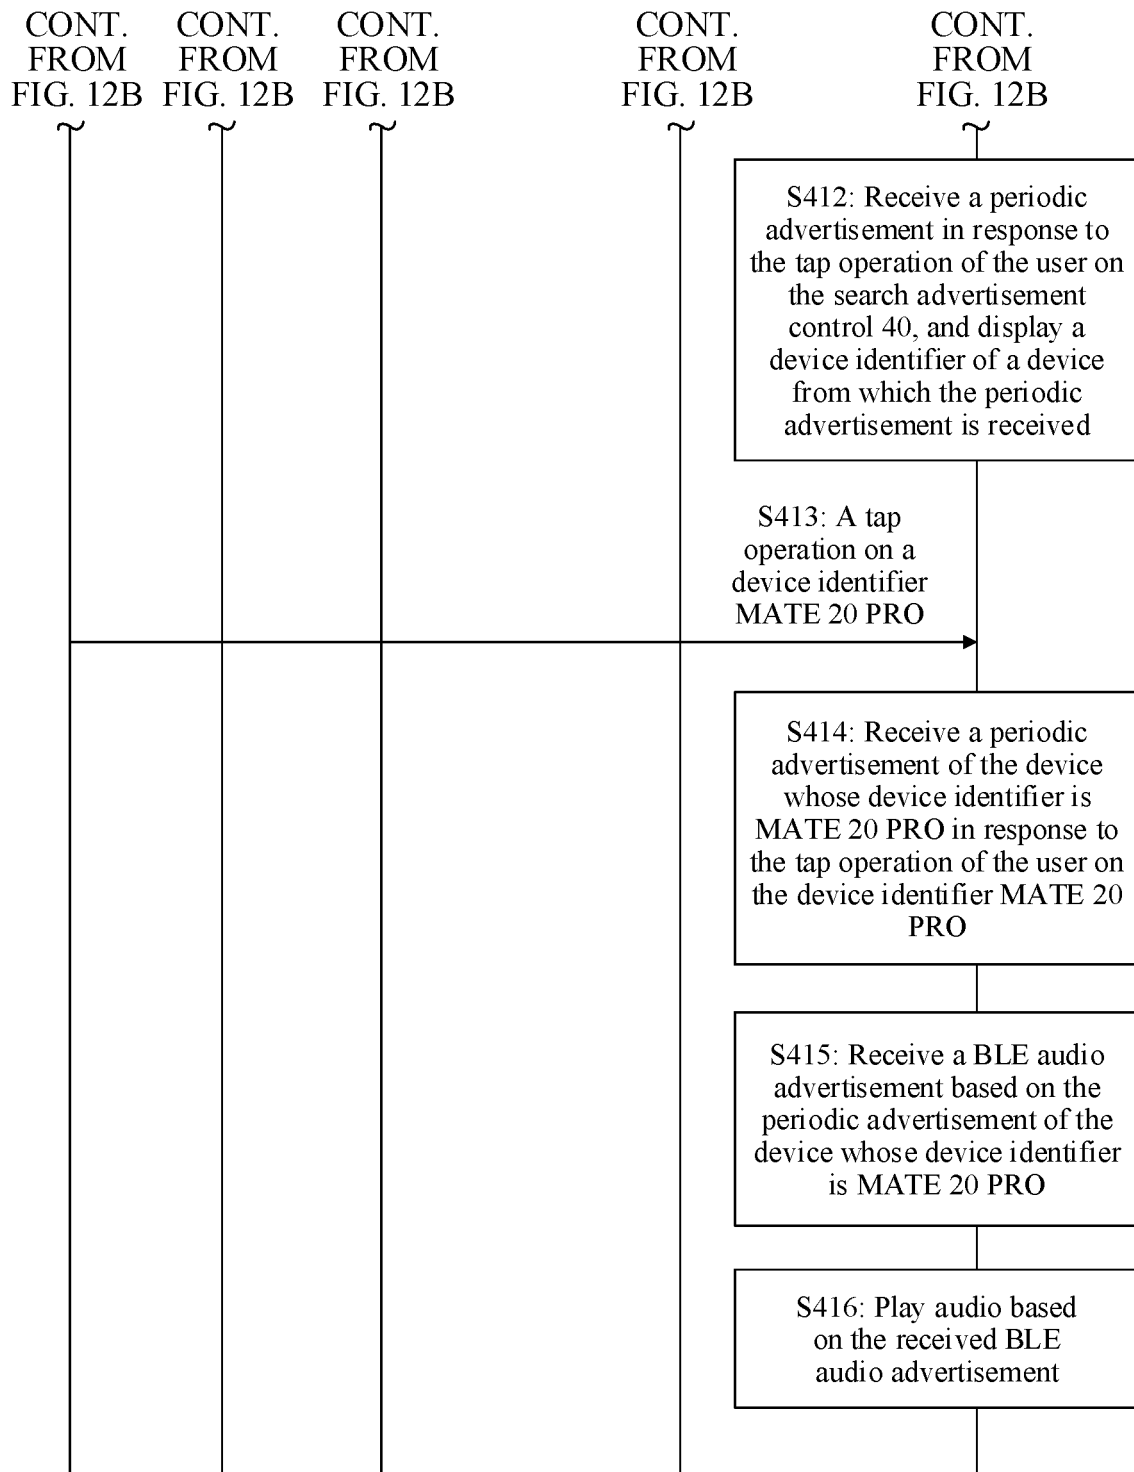 CONT. CONT. CONT. CONT. CONT.
FROM FROM FROM FROM FROM
FIG. 12B FIG. 12B FIG. 12B FIG. 12B FIG. 12B
S412: Receive a periodic
advertisement in response to
the tap operation of the user on
the search advertisement
control 40, and display a
device identifier of a device
from which the periodic
advertisement is received
S413: A tap
operation on a
device identifier
MATE 20 PRO
S414: Receive a periodic
advertisement of the device
whose device identifier is
MATE 20 PRO in response to
the tap operation of the user on
the device identifier MATE 20
PRO
S415: Receive a BLE audio
advertisement based on the
periodic advertisement of the
device whose device identifier
is MATE 20 PRO
S416: Play audio based
on the received BLE
audio advertisement